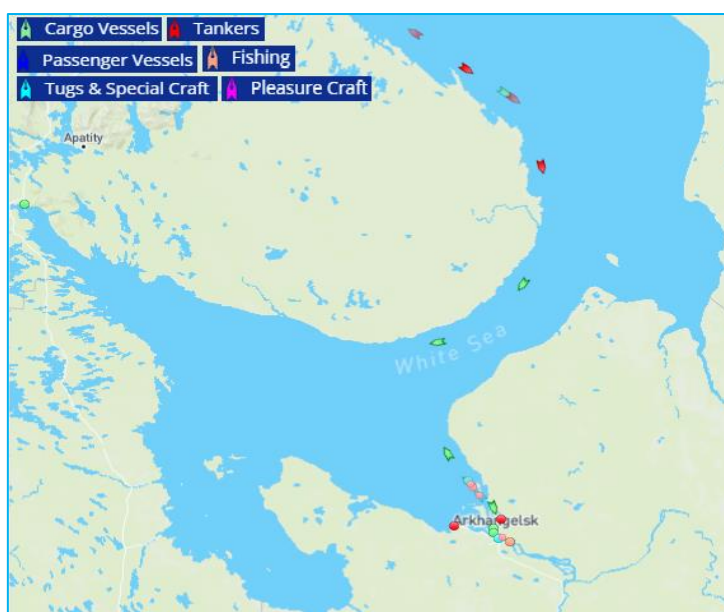 Cargo Vessels Tankers
Passenger Vessels Fishing
Tugs & Special Craft Pleasure Craft
Apatity
White Sea
Arkhangelsk